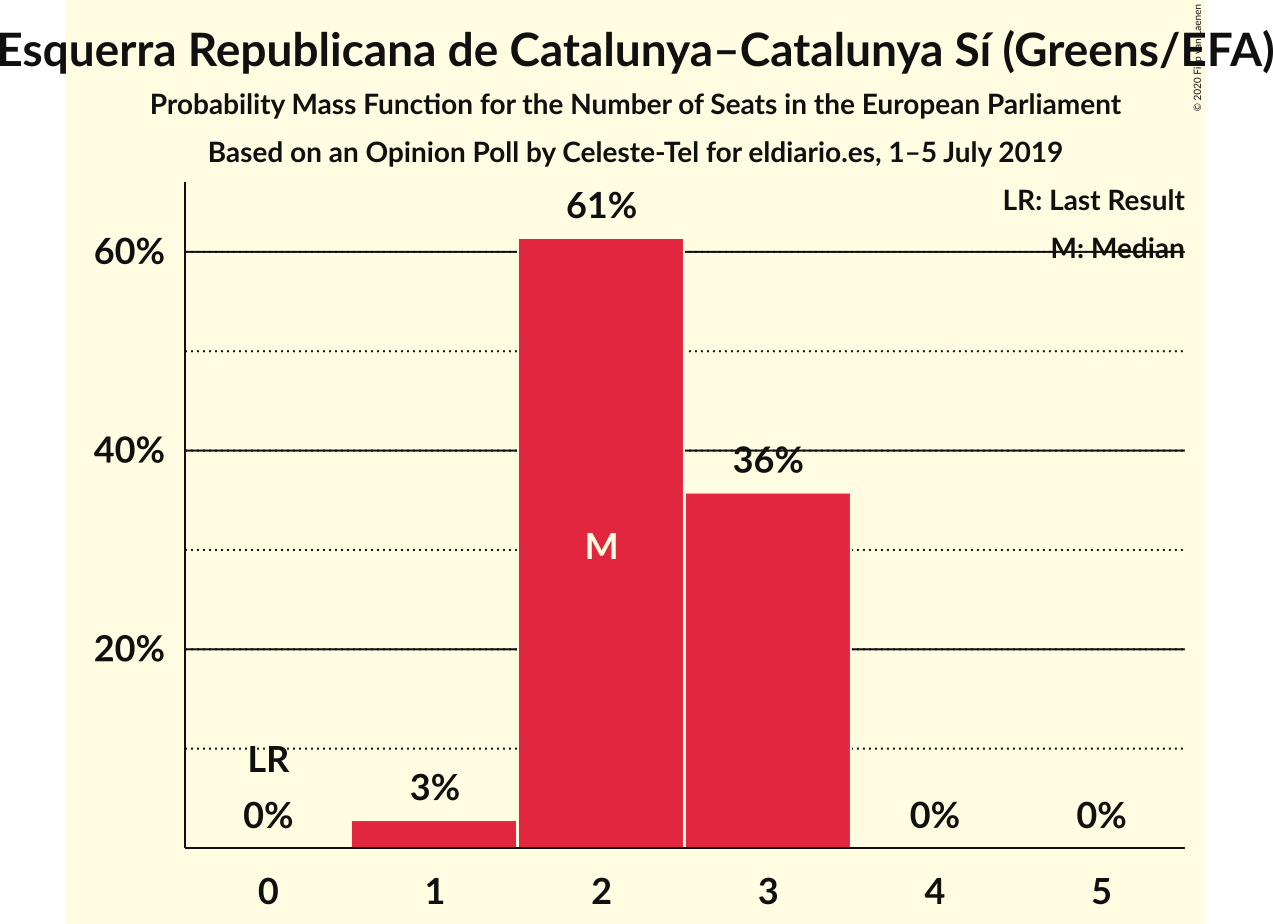 Esquerra Republicana de Catalunya–Catalunya Sí (Greens/EFA)
Probability Mass Function for the Number of Seats in the European Parliament
Based on an Opinion Poll by Celeste-Tel for eldiario.es, 1–5 July 2019
© 2020 Filip
LR: Last Result
M: Median
61%
60%
40%
36%
M
20%
LR
3%
0%
0%
0%
0 1 2 3 4 5